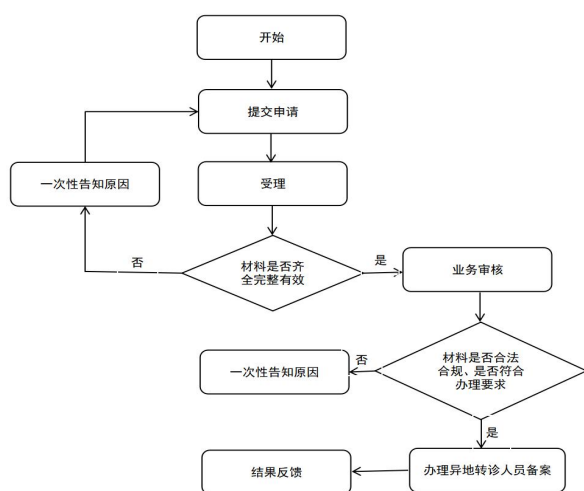 开始
提交申请
一次性告知原因
受理
否
材料是否齐
全完整有效
是
业务审核
一次性告知原因
否
材料是否合法
合规、是否符合
办理要求
是
结果反馈
办理异地转诊人员备案